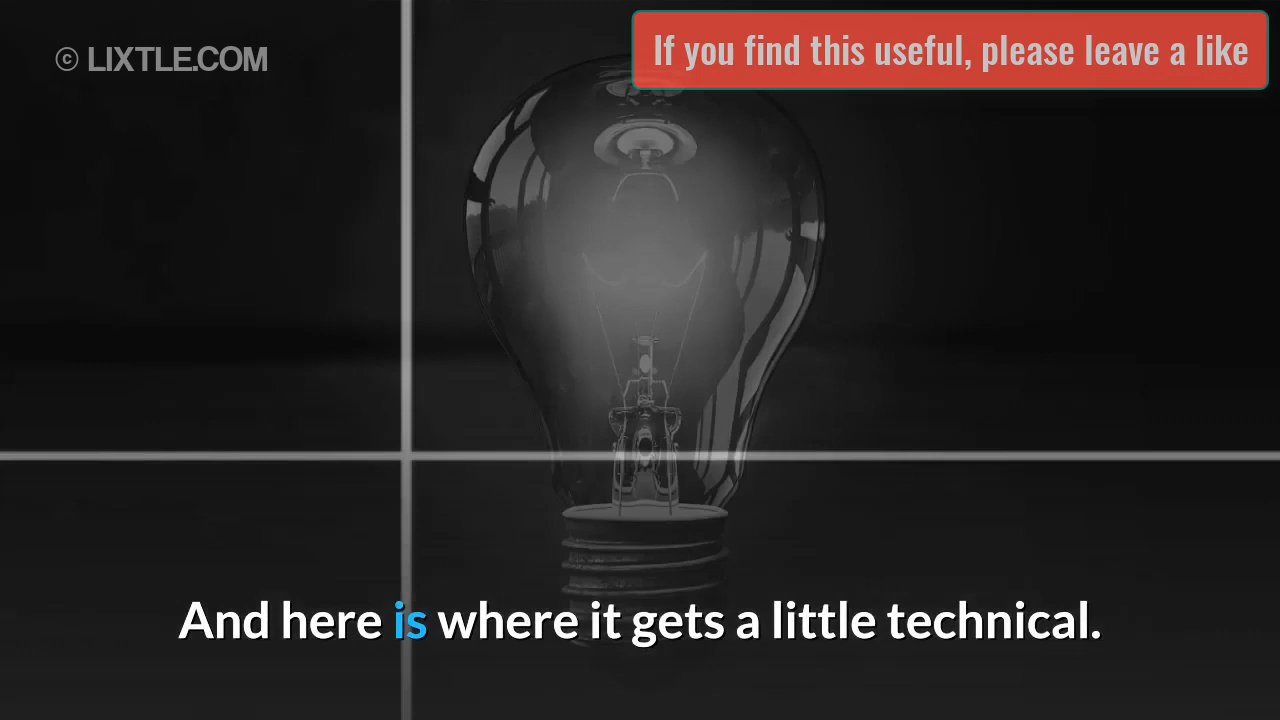 © LIXTLE.COM
If you find this useful, please leave a like
And here is where it gets a little technical.